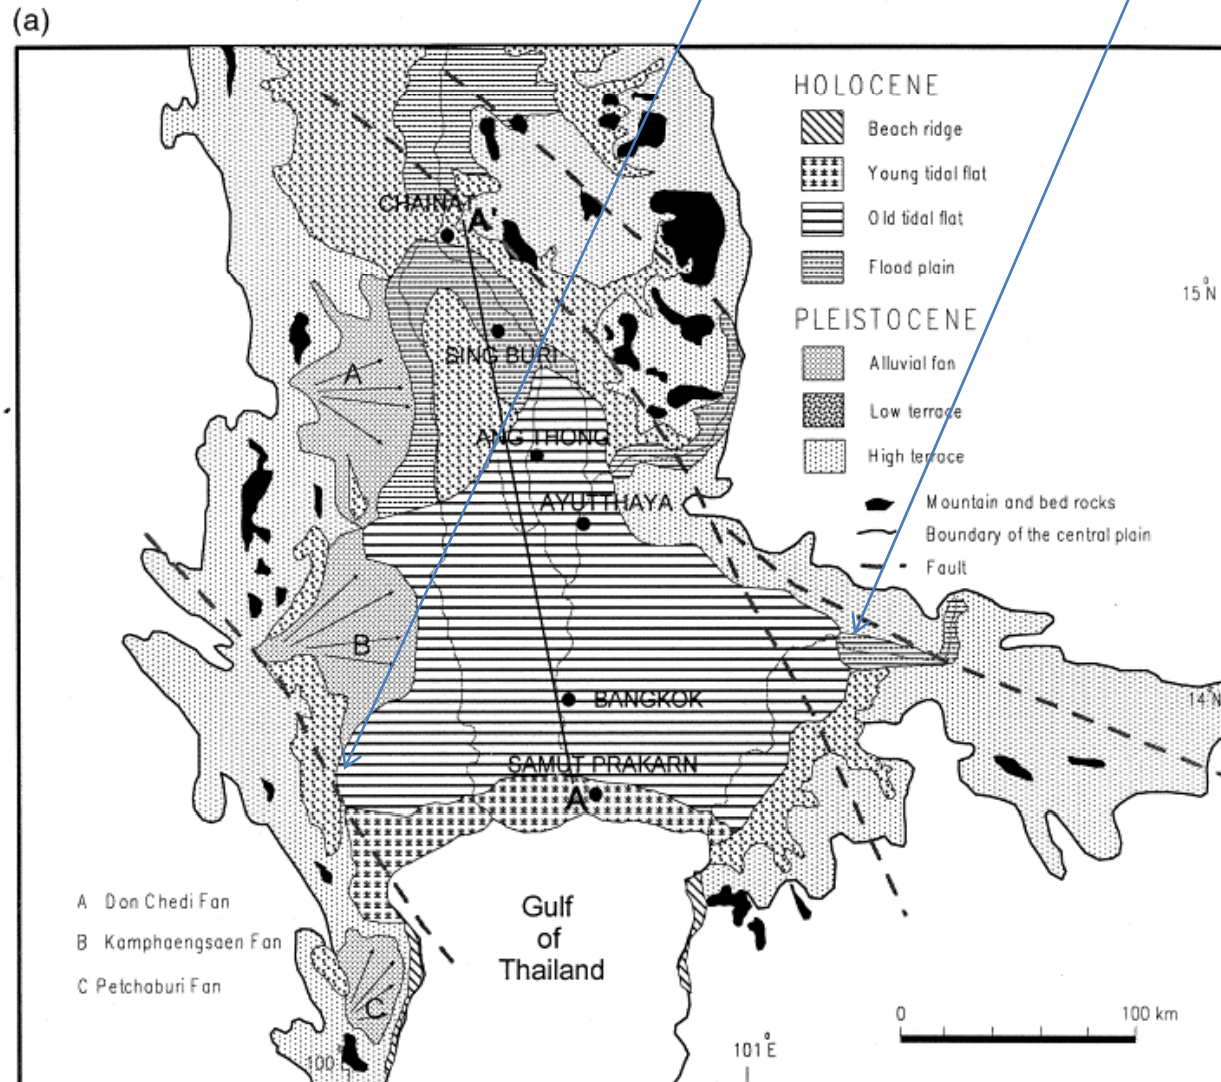 (a)
HOLOCENE
Beach ridge
Young tidal flat
Old tidal flat
Flood plain
15°N
PLEISTOCENE
Alluvial fan
Low terrace
High terrace
Mountain and bed rocks
Boundary of the central plain
Fault
CHAINAT
A'
SING BURI
A
ANG THONG
AYUTTHAYA
B
BANGKOK
14°N
SAMUT PRAKARN
A
A Don Chedi Fan
B Kamphaengsaen Fan
C Petchaburi Fan
Gulf
of
Thailand
C
0 100 km
100
101°E